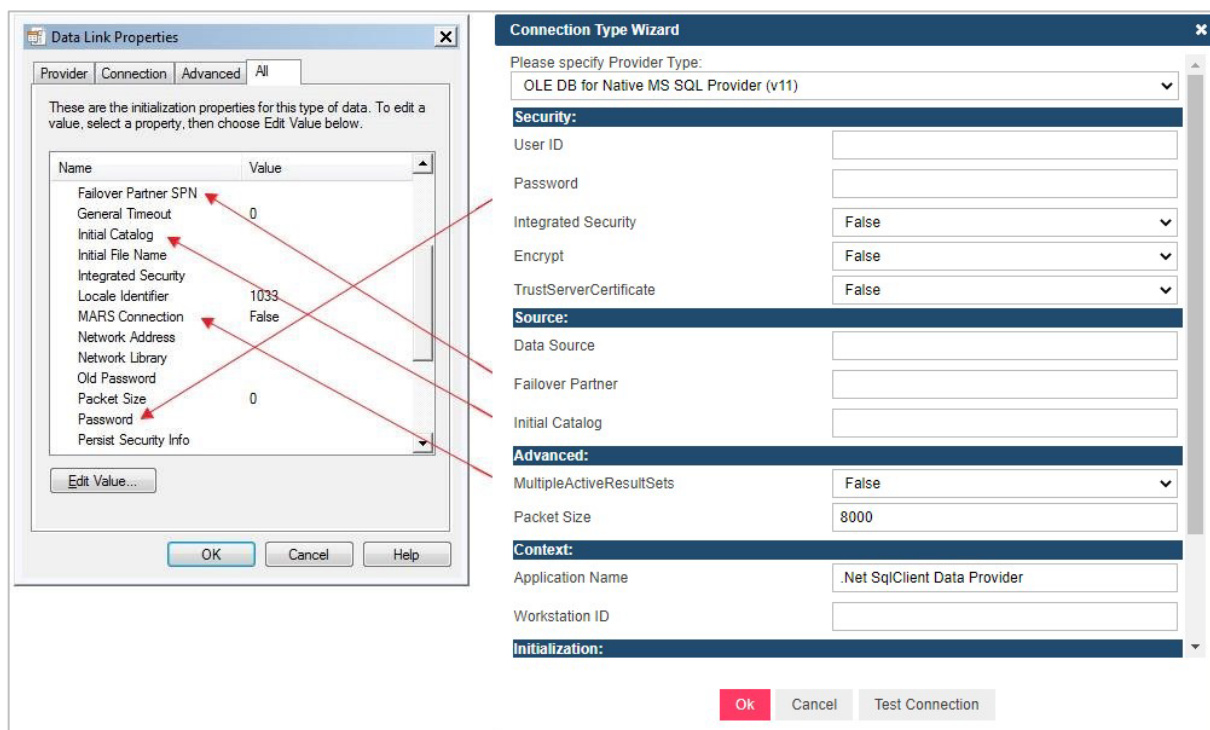 Data Link Properties
Provider Connection Advanced All
These are the initialization properties for this type of data. To edit a
value, select a property, then choose Edit Value below.
Name Value
Failover Partner SPN
General Timeout 0
Initial Catalog
Initial File Name
Integrated Security
Locale Identifier 1033
MARS Connection False
Network Address
Network Library
Old Password
Packet Size 0
Password
Persist Security Info
Edit Value...
OK Cancel Help
Connection Type Wizard
Please specify Provider Type:
OLE DB for Native MS SQL Provider (v11)
Security:
User ID
Password
Integrated Security False
Encrypt False
TrustServerCertificate False
Source:
Data Source
Failover Partner
Initial Catalog
Advanced:
MultipleActiveResultSets False
Packet Size 8000
Context:
Application Name .Net SqlClient Data Provider
Workstation ID
Initialization:
Ok Cancel Test Connection